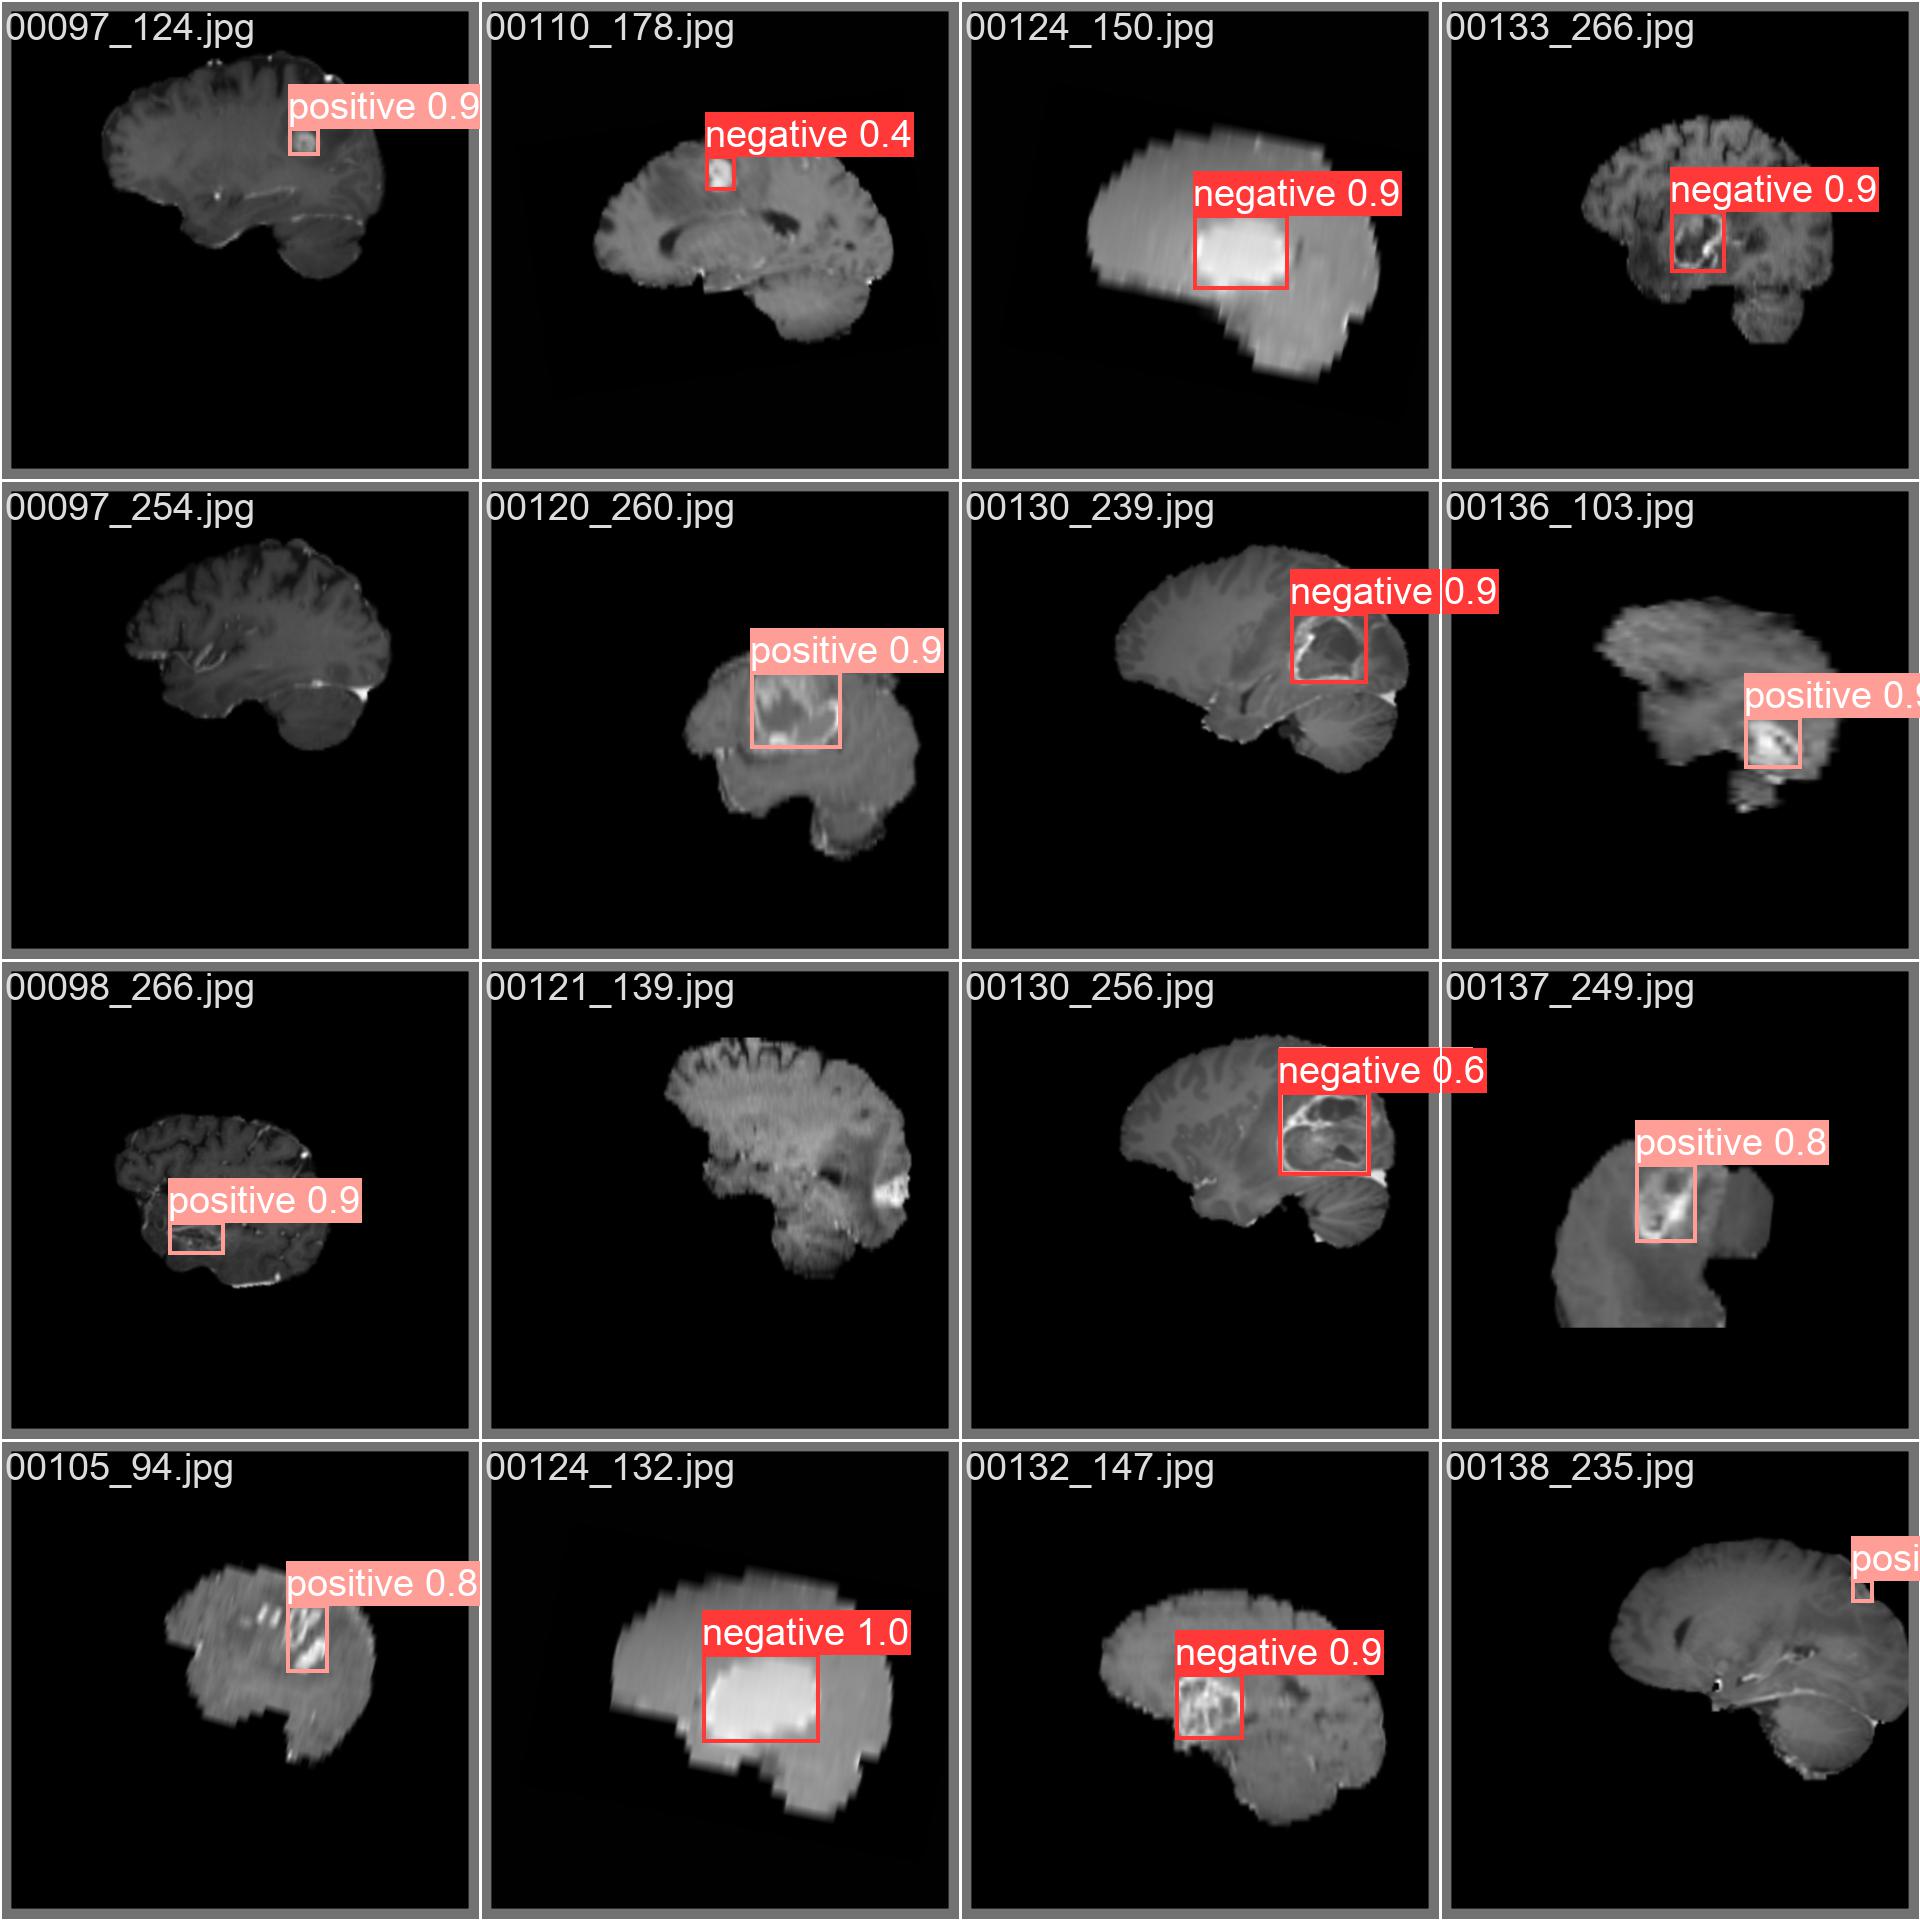 00097_124.jpg
positive 0.9
00110_178.jpg
negative 0.4
00124_150.jpg
negative 0.9
00133_266.jpg
negative 0.9
00097_254.jpg
00120_260.jpg
positive 0.9
00130_239.jpg
negative 0.9
00136_103.jpg
positive 0.9
00098_266.jpg
positive 0.9
00121_139.jpg
00130_256.jpg
negative 0.6
00137_249.jpg
positive 0.8
00105_94.jpg
positive 0.8
00124_132.jpg
negative 1.0
00132_147.jpg
negative 0.9
00138_235.jpg
posi